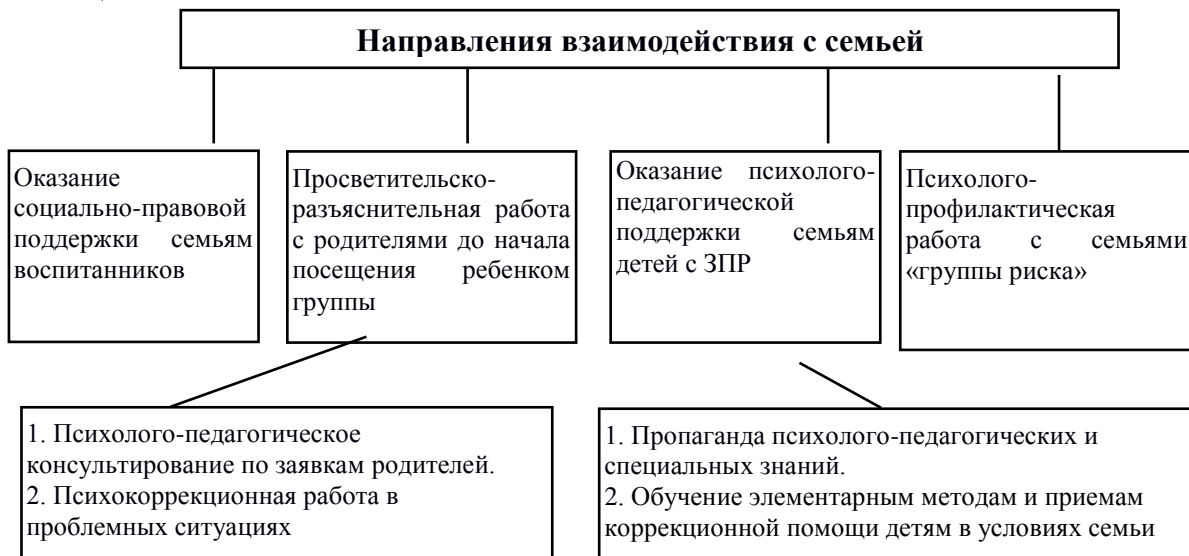 Направления взаимодействия с семьей
Оказание
социально-правовой
поддержки семьям
воспитанников
Просветительско-
разъяснительная работа
с родителями до начала
посещения ребенком
группы
Оказание психолого-
педагогической
поддержки семьям
детей с ЗПР
Психолого-
профилактическая
работа с семьями
«группы риска»
1. Психолого-педагогическое
консультирование по заявкам родителей.
2. Психокоррекционная работа в
проблемных ситуациях
1. Пропаганда психолого-педагогических и
специальных знаний.
2. Обучение элементарным методам и приемам
коррекционной помощи детям в условиях семьи